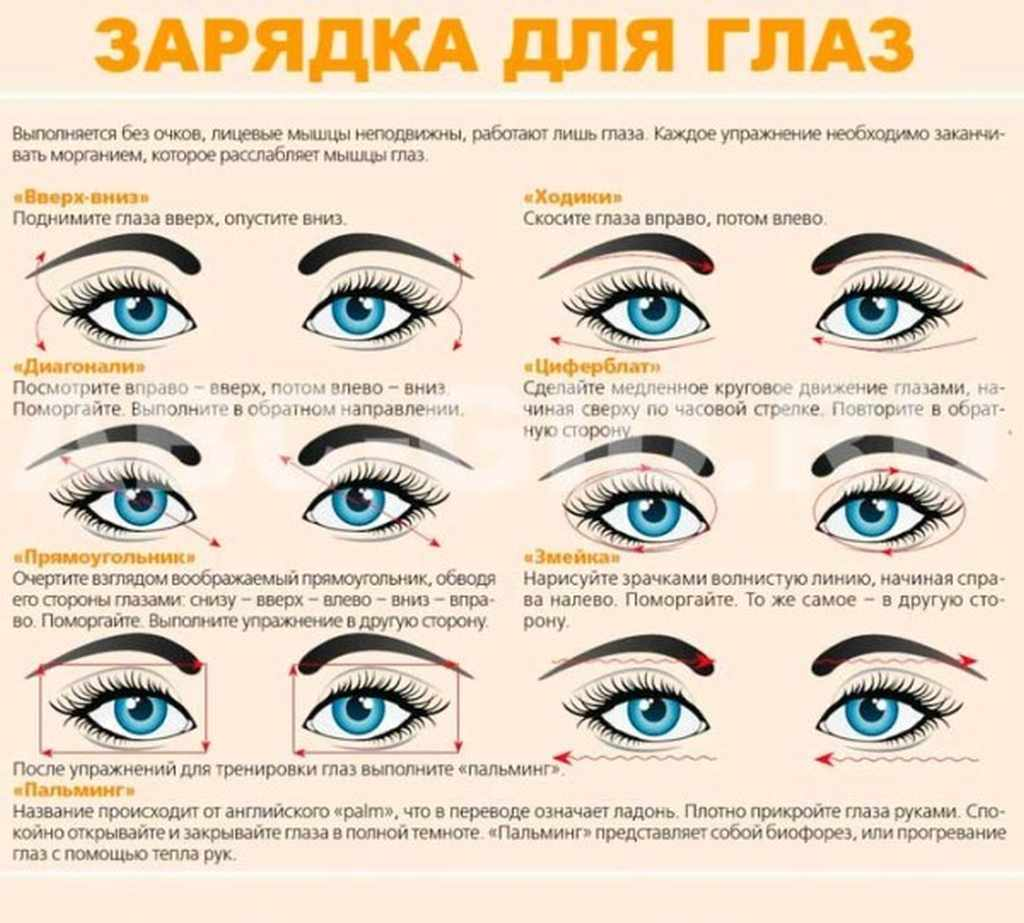 ЗАРЯДКА ДЛЯ ГЛАЗ
Выполняется без очков, лицевые мышцы неподвижны, работают лишь глаза. Каждое упражнение необходимо заканчи-
вать морганием, которое расслабляет мышцы глаз.
«Вверх-вниз»
Поднимите глаза вверх, опустите вниз.
«Ходики»
Скосите глаза вправо, потом влево.
«Диагонали»
Посмотрите вправо – вверх, потом влево – вниз.
Поморгайте. Выполните в обратном направлении.
«Циферблат»
Сделайте медленное круговое движение глазами, на-
чиная сверху по часовой стрелке. Повторите в обрат-
ную сторону
«Прямоугольник»
Очертите взглядом воображаемый прямоугольник, обводя
его стороны глазами: снизу – вверх – влево – вниз – впра-
во. Поморгайте. Выполните упражнение в другую сторону.
«Змейка»
Нарисуйте зрачками волнистую линию, начиная спра-
ва налево. Поморгайте. То же самое – в другую сто-
рону.
После упражнений для тренировки глаз выполните «пальминг».
«Пальминг»
Название происходит от английского «palm», что в переводе означает ладонь. Плотно прикройте глаза руками. Спо-
койно открывайте и закрывайте глаза в полной темноте. «Пальминг» представляет собой биофорез, или прогревание
глаз с помощью тепла рук.